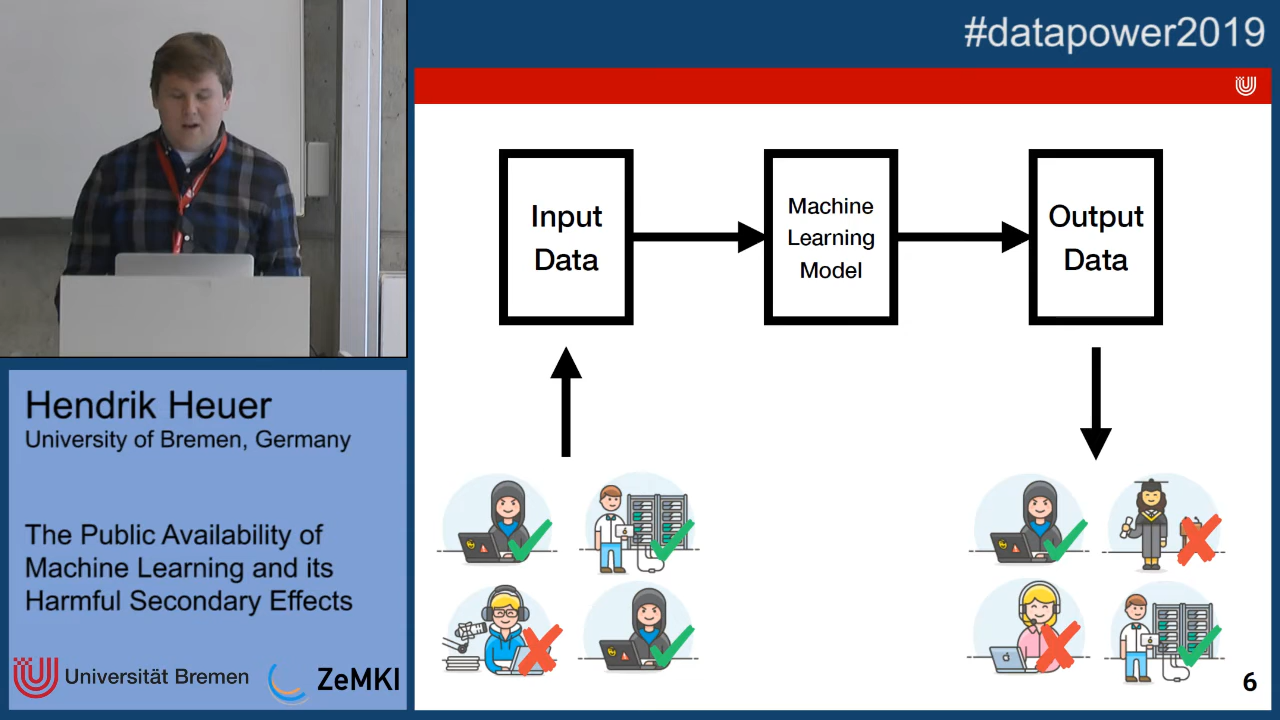 #datapower2019
Input
Data
Machine
Learning
Model
Output
Data
Hendrik Heuer
University of Bremen, Germany
The Public Availability of
Machine Learning and its
Harmful Secondary Effects
Universität Bremen
ZeMKI
6